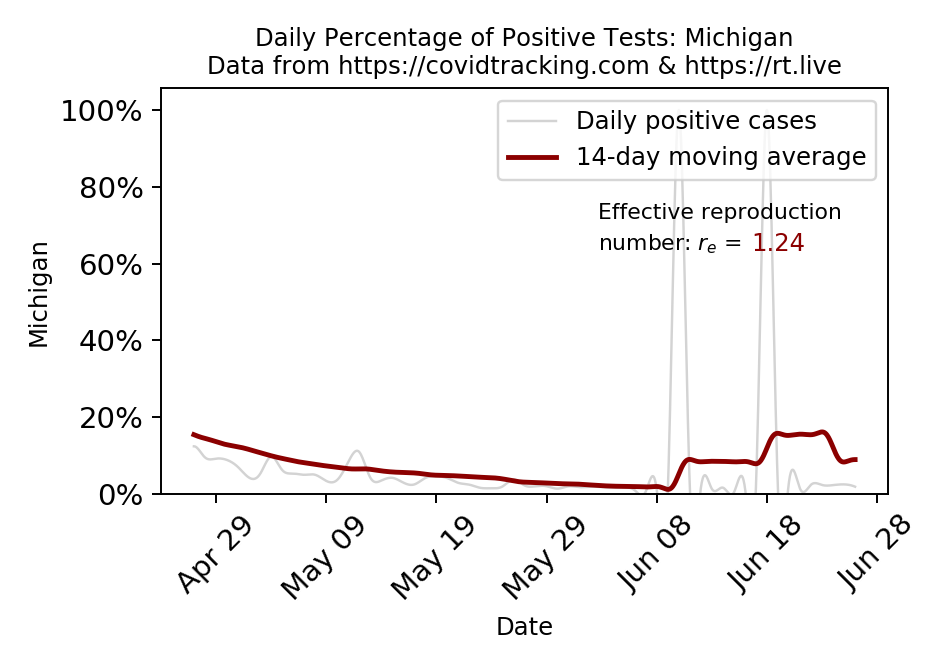 Daily Percentage of Positive Tests: Michigan
Data from https://covidtracking.com & https://rt.live
100%
80%
60%
40%
20%
0%
Michigan
Daily positive cases
14-day moving average
Effective reproduction
number: rₑ = 1.24
Apr 29
May 09
May 19
May 29
Jun 08
Jun 18
Jun 28
Date